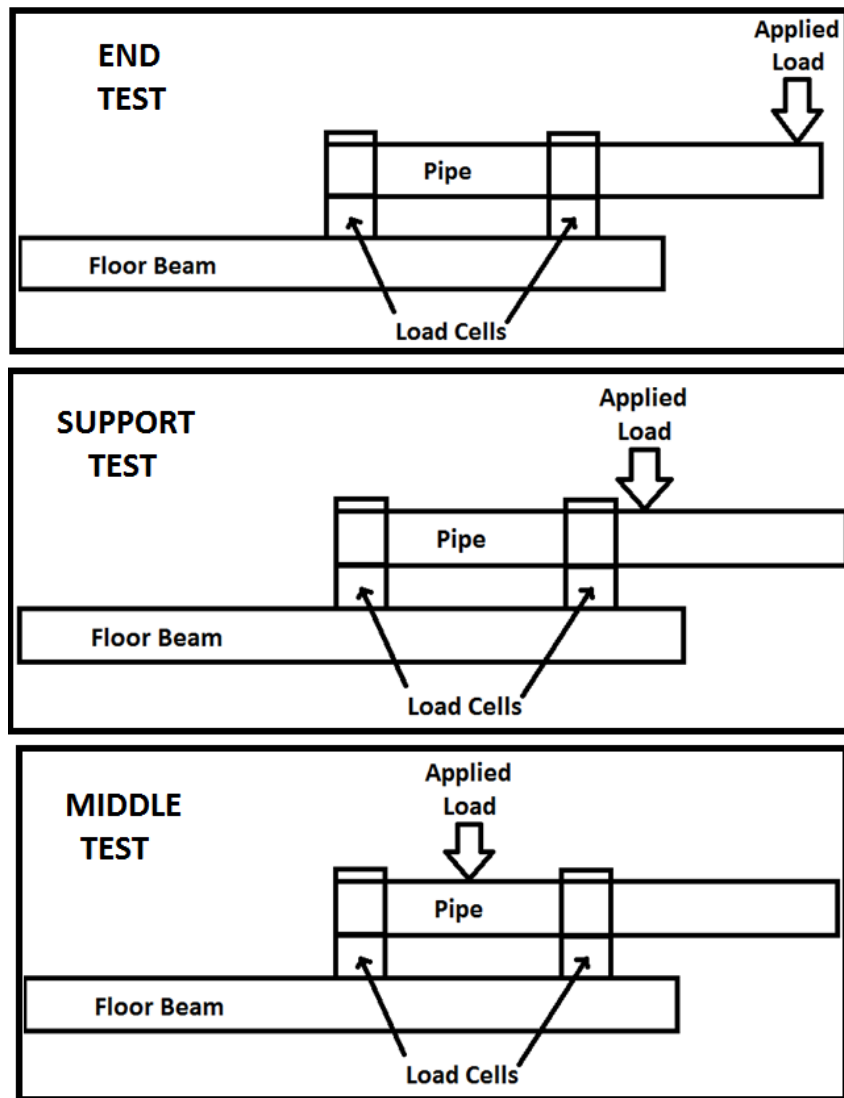 END
TEST
Applied
Load
Pipe
Floor Beam
Load Cells
SUPPORT
TEST
Applied
Load
Pipe
Floor Beam
Load Cells
MIDDLE
TEST
Applied
Load
Pipe
Floor Beam
Load Cells